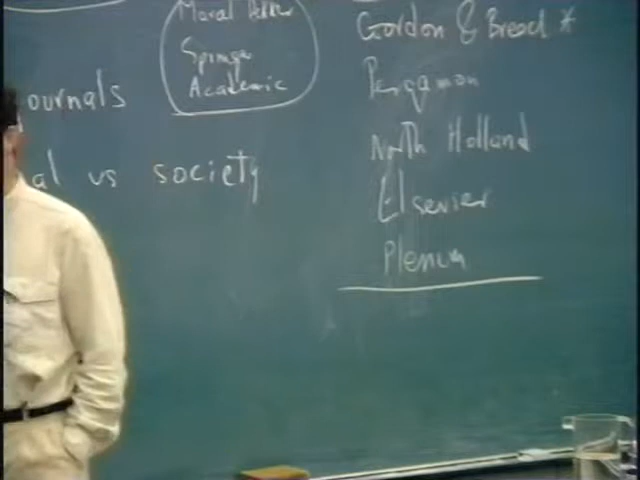 Springer
Academic
ournals
al vs society
Gordon & Breach *
Pergamon
North Holland
Elsevier
Plenum